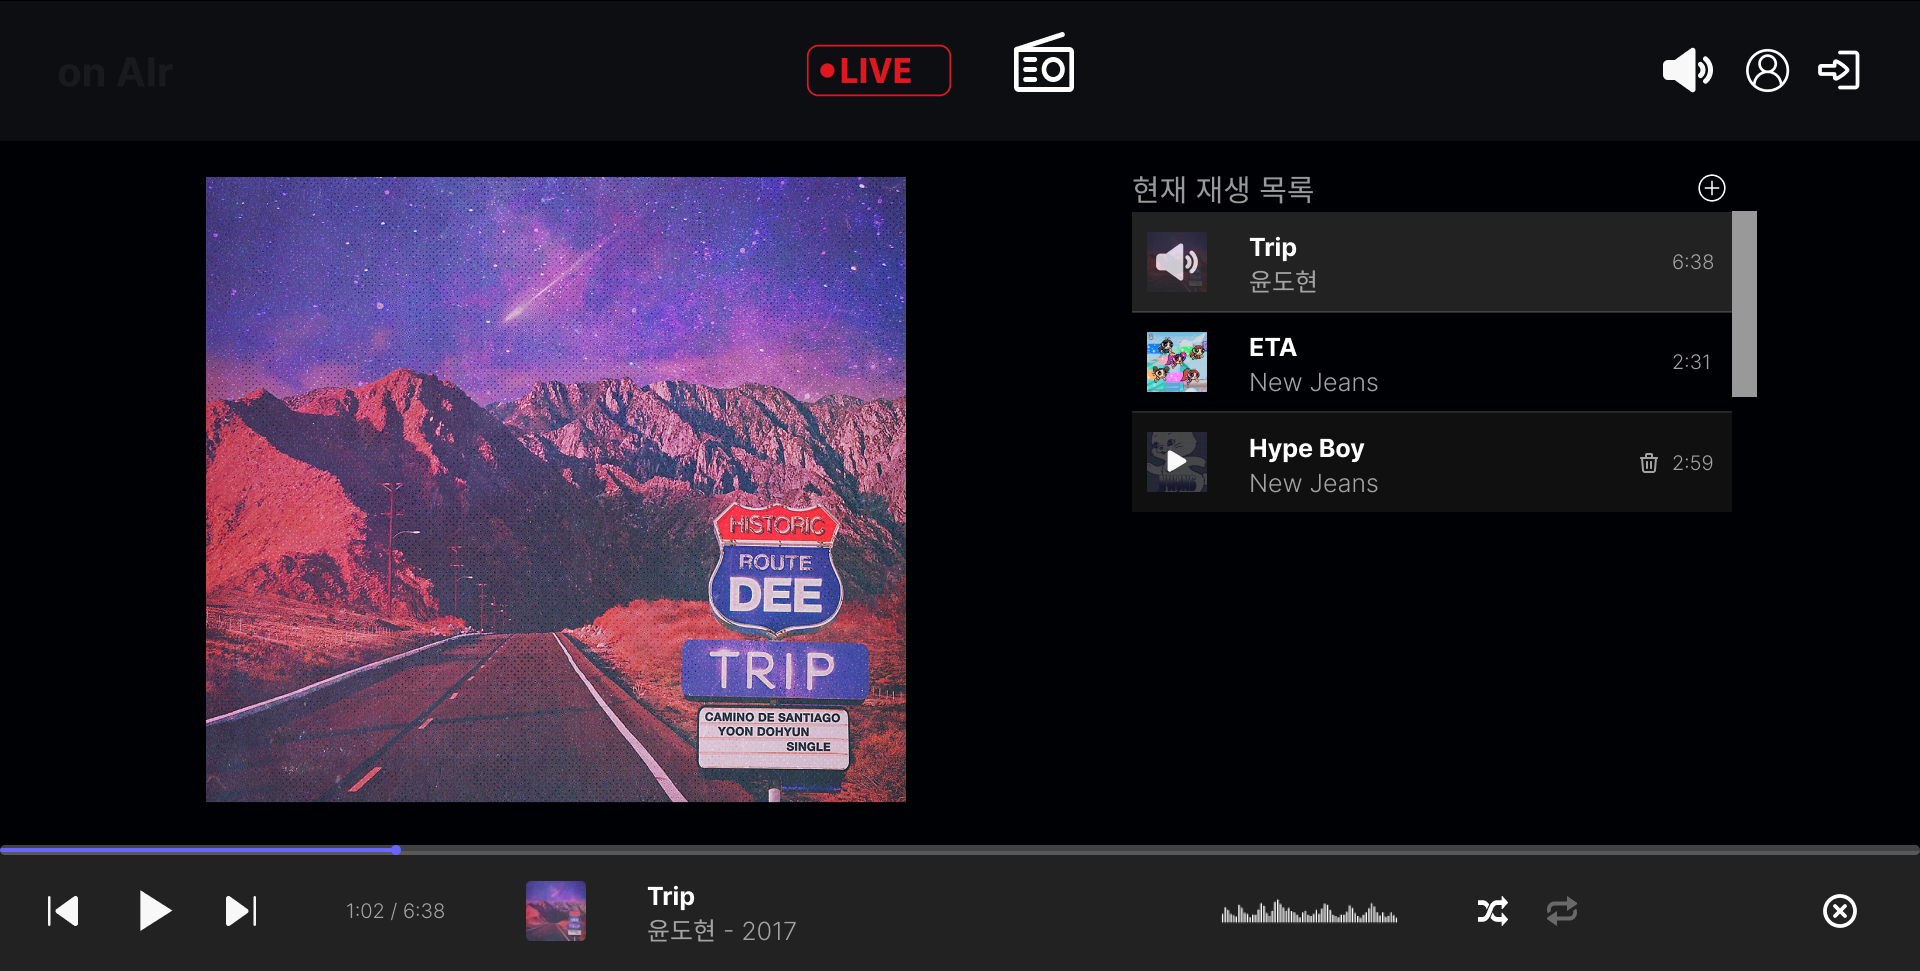 on AIr
LIVE
현재 재생 목록
Trip
윤도현
6:38
ETA
New Jeans
2:31
Hype Boy
New Jeans
2:59
HISTORIC
ROUTE
DEE
TRIP
CAMINO DE SANTIAGO
YOON DOHYUN
SINGLE
1:02 / 6:38
Trip
윤도현 - 2017